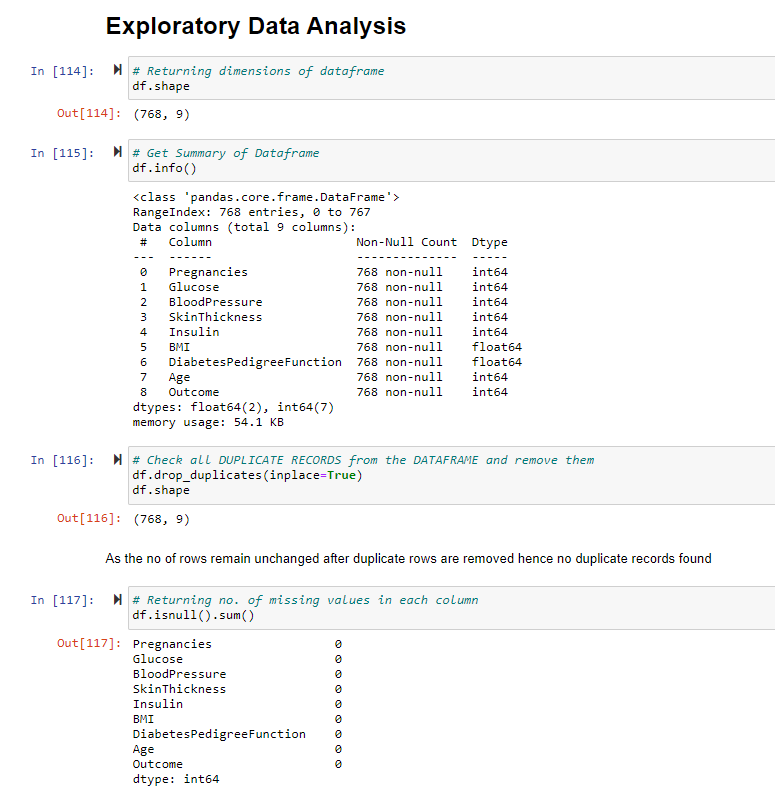 Exploratory Data Analysis
In [114]: # Returning dimensions of dataframe
df.shape
Out[114]: (768, 9)
In [115]: # Get Summary of Dataframe
df.info()
<class 'pandas.core.frame.DataFrame'>
RangeIndex: 768 entries, 0 to 767
Data columns (total 9 columns):
# Column Non-Null Count Dtype
--- ------ -------------- -----
0 Pregnancies 768 non-null int64
1 Glucose 768 non-null int64
2 BloodPressure 768 non-null int64
3 SkinThickness 768 non-null int64
4 Insulin 768 non-null int64
5 BMI 768 non-null float64
6 DiabetesPedigreeFunction 768 non-null float64
7 Age 768 non-null int64
8 Outcome 768 non-null int64
dtypes: float64(2), int64(7)
memory usage: 54.1 KB
In [116]: # Check all DUPLICATE RECORDS from the DATAFRAME and remove them
df.drop_duplicates(inplace=True)
df.shape
Out[116]: (768, 9)
As the no of rows remain unchanged after duplicate rows are removed hence no duplicate records found
In [117]: # Returning no. of missing values in each column
df.isnull().sum()
Out[117]: Pregnancies 0
Glucose 0
BloodPressure 0
SkinThickness 0
Insulin 0
BMI 0
DiabetesPedigreeFunction 0
Age 0
Outcome 0
dtype: int64